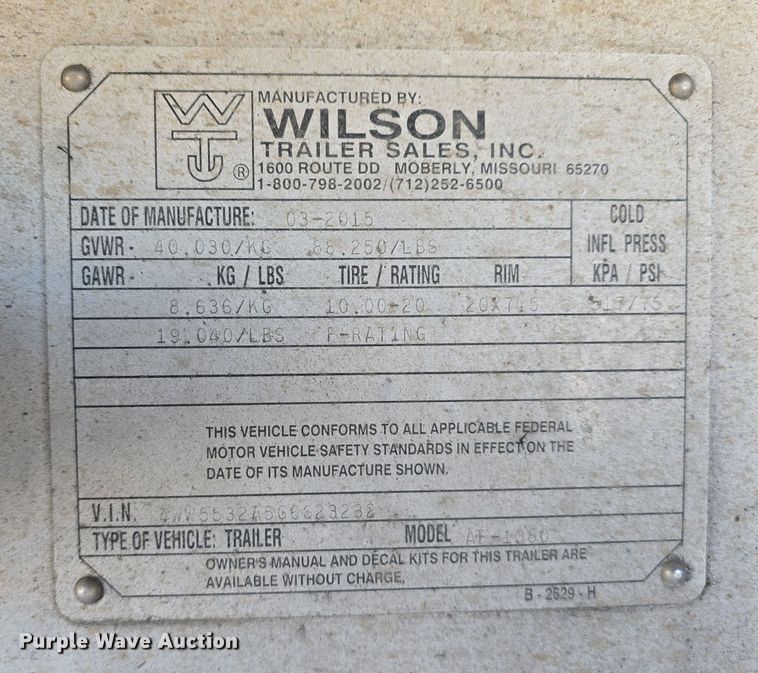 WT ®
MANUFACTURED BY:
WILSON
TRAILER SALES, INC.
1600 ROUTE DD MOBERLY, MISSOURI 65270
1-800-798-2002/(712)252-6500
DATE OF MANUFACTURE: 03-2015
COLD
INFL PRESS
KPA / PSI
GVWR - 40,030/KG 88,250/LBS
GAWR - KG / LBS TIRE / RATING RIM
8,636/KG 10.00-20 20X7.5 517/75
19,040/LBS F-RATING
THIS VEHICLE CONFORMS TO ALL APPLICABLE FEDERAL
MOTOR VEHICLE SAFETY STANDARDS IN EFFECT ON THE
DATE OF ITS MANUFACTURE SHOWN.
V.I.N.
TYPE OF VEHICLE: TRAILER MODEL AF-1080
OWNER'S MANUAL AND DECAL KITS FOR THIS TRAILER ARE
AVAILABLE WITHOUT CHARGE.
B - 2629 - H
Purple Wave Auction